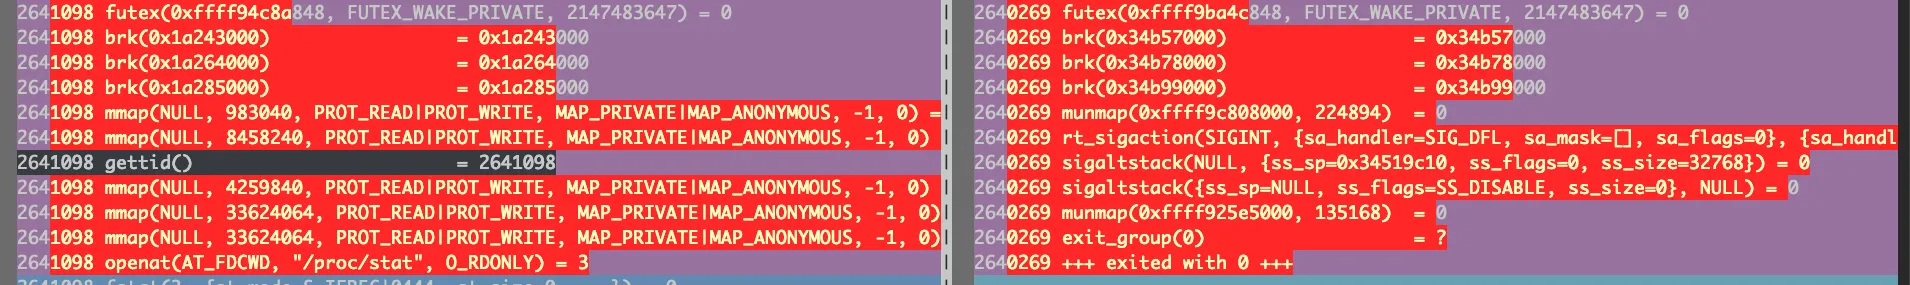 2641098 futex(0xffff94c8a848, FUTEX_WAKE_PRIVATE, 2147483647) = 0
2641098 brk(0x1a243000) = 0x1a243000
2641098 brk(0x1a264000) = 0x1a264000
2641098 brk(0x1a285000) = 0x1a285000
2641098 mmap(NULL, 983040, PROT_READ|PROT_WRITE, MAP_PRIVATE|MAP_ANONYMOUS, -1, 0) =
2641098 mmap(NULL, 8458240, PROT_READ|PROT_WRITE, MAP_PRIVATE|MAP_ANONYMOUS, -1, 0)
2641098 gettid() = 2641098
2641098 mmap(NULL, 4259840, PROT_READ|PROT_WRITE, MAP_PRIVATE|MAP_ANONYMOUS, -1, 0)
2641098 mmap(NULL, 33624064, PROT_READ|PROT_WRITE, MAP_PRIVATE|MAP_ANONYMOUS, -1, 0)
2641098 mmap(NULL, 33624064, PROT_READ|PROT_WRITE, MAP_PRIVATE|MAP_ANONYMOUS, -1, 0)
2641098 openat(AT_FDCWD, "/proc/stat", O_RDONLY) = 3
2640269 futex(0xffff9ba4c848, FUTEX_WAKE_PRIVATE, 2147483647) = 0
2640269 brk(0x34b57000) = 0x34b57000
2640269 brk(0x34b78000) = 0x34b78000
2640269 brk(0x34b99000) = 0x34b99000
2640269 munmap(0xffff9c808000, 224894) = 0
2640269 rt_sigaction(SIGINT, {sa_handler=SIG_DFL, sa_mask=[], sa_flags=0}, {sa_handl
2640269 sigaltstack(NULL, {ss_sp=0x34519c10, ss_flags=0, ss_size=32768}) = 0
2640269 sigaltstack({ss_sp=NULL, ss_flags=SS_DISABLE, ss_size=0}, NULL) = 0
2640269 munmap(0xffff925e5000, 135168) = 0
2640269 exit_group(0) = ?
2640269 +++ exited with 0 +++